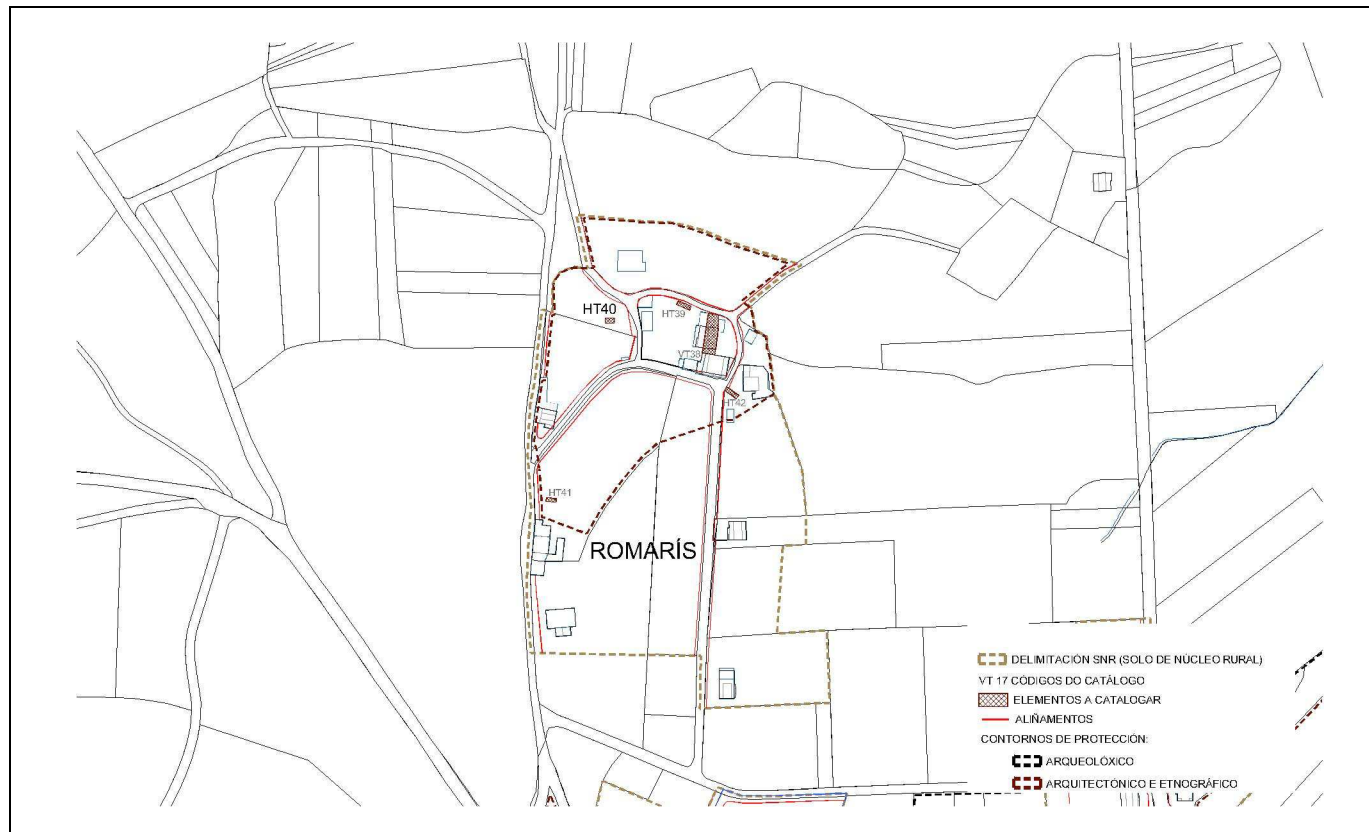 HT40
HT39
VT38
HT42
HT41
ROMARÍS
DELIMITACIÓN SNR (SOLO DE NÚCLEO RURAL)
VT 17 CÓDIGOS DO CATÁLOGO
ELEMENTOS A CATALOGAR
ALIÑAMENTOS
CONTORNOS DE PROTECCIÓN:
ARQUEOLÓXICO
ARQUITECTÓNICO E ETNOGRÁFICO